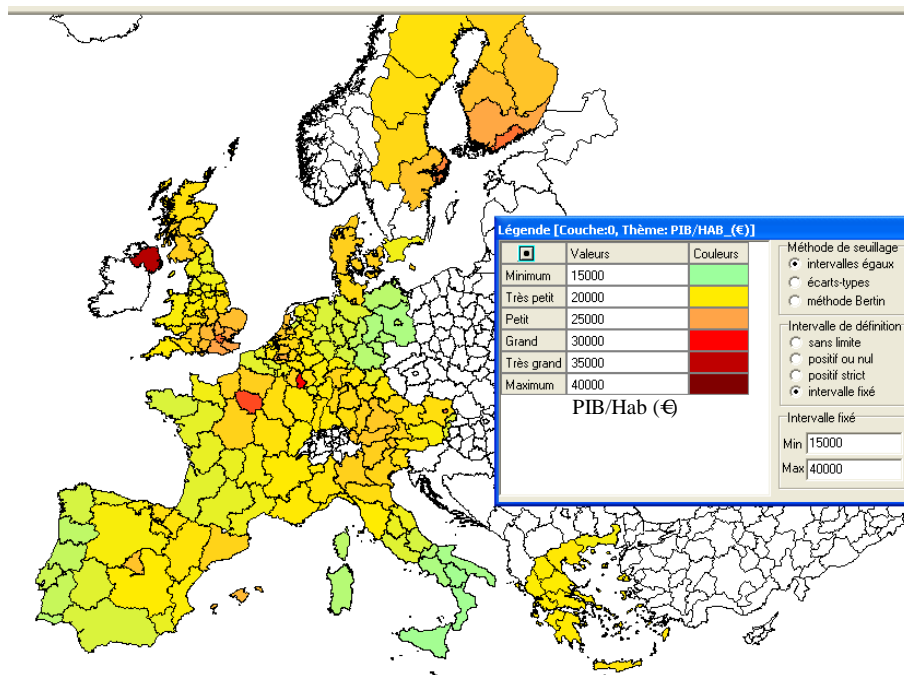 Légende [Couche:0, Thème: PIB/HAB_(€)]
Valeurs Couleurs
Minimum 15000
Très petit 20000
Petit 25000
Grand 30000
Très grand 35000
Maximum 40000
PIB/Hab (€)
Méthode de seuillage
intervalles égaux
écarts-types
méthode Bertin
Intervalle de définition
sans limite
positif ou nul
positif strict
intervalle fixé
Intervalle fixé
Min 15000
Max 40000